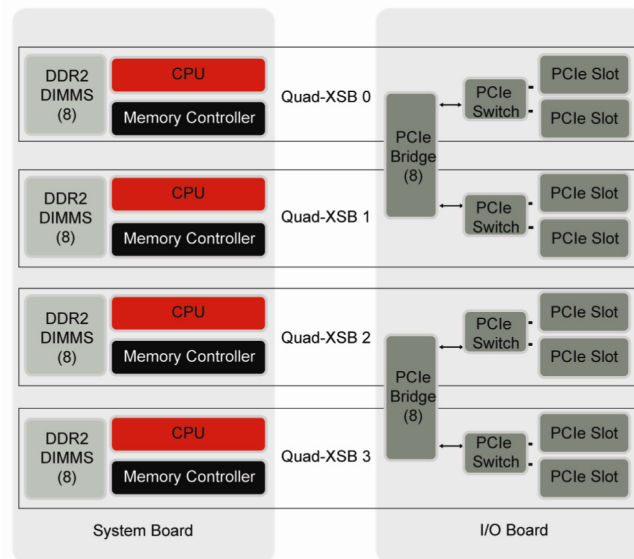 DDR2
DIMMS
(8)
CPU
Memory Controller
Quad-XSB 0
PCIe
Bridge
(8)
PCIe
Switch
PCIe Slot
PCIe Slot
DDR2
DIMMS
(8)
CPU
Memory Controller
Quad-XSB 1
PCIe
Switch
PCIe Slot
PCIe Slot
DDR2
DIMMS
(8)
CPU
Memory Controller
Quad-XSB 2
PCIe
Bridge
(8)
PCIe
Switch
PCIe Slot
PCIe Slot
DDR2
DIMMS
(8)
CPU
Memory Controller
Quad-XSB 3
PCIe
Switch
PCIe Slot
PCIe Slot
System Board
I/O Board